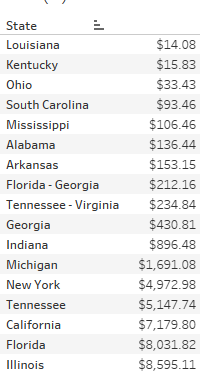 State
Louisiana $14.08
Kentucky $15.83
Ohio $33.43
South Carolina $93.46
Mississippi $106.46
Alabama $136.44
Arkansas $153.15
Florida - Georgia $212.16
Tennessee - Virginia $234.84
Georgia $430.81
Indiana $896.48
Michigan $1,691.08
New York $4,972.98
Tennessee $5,147.74
California $7,179.80
Florida $8,031.82
Illinois $8,595.11